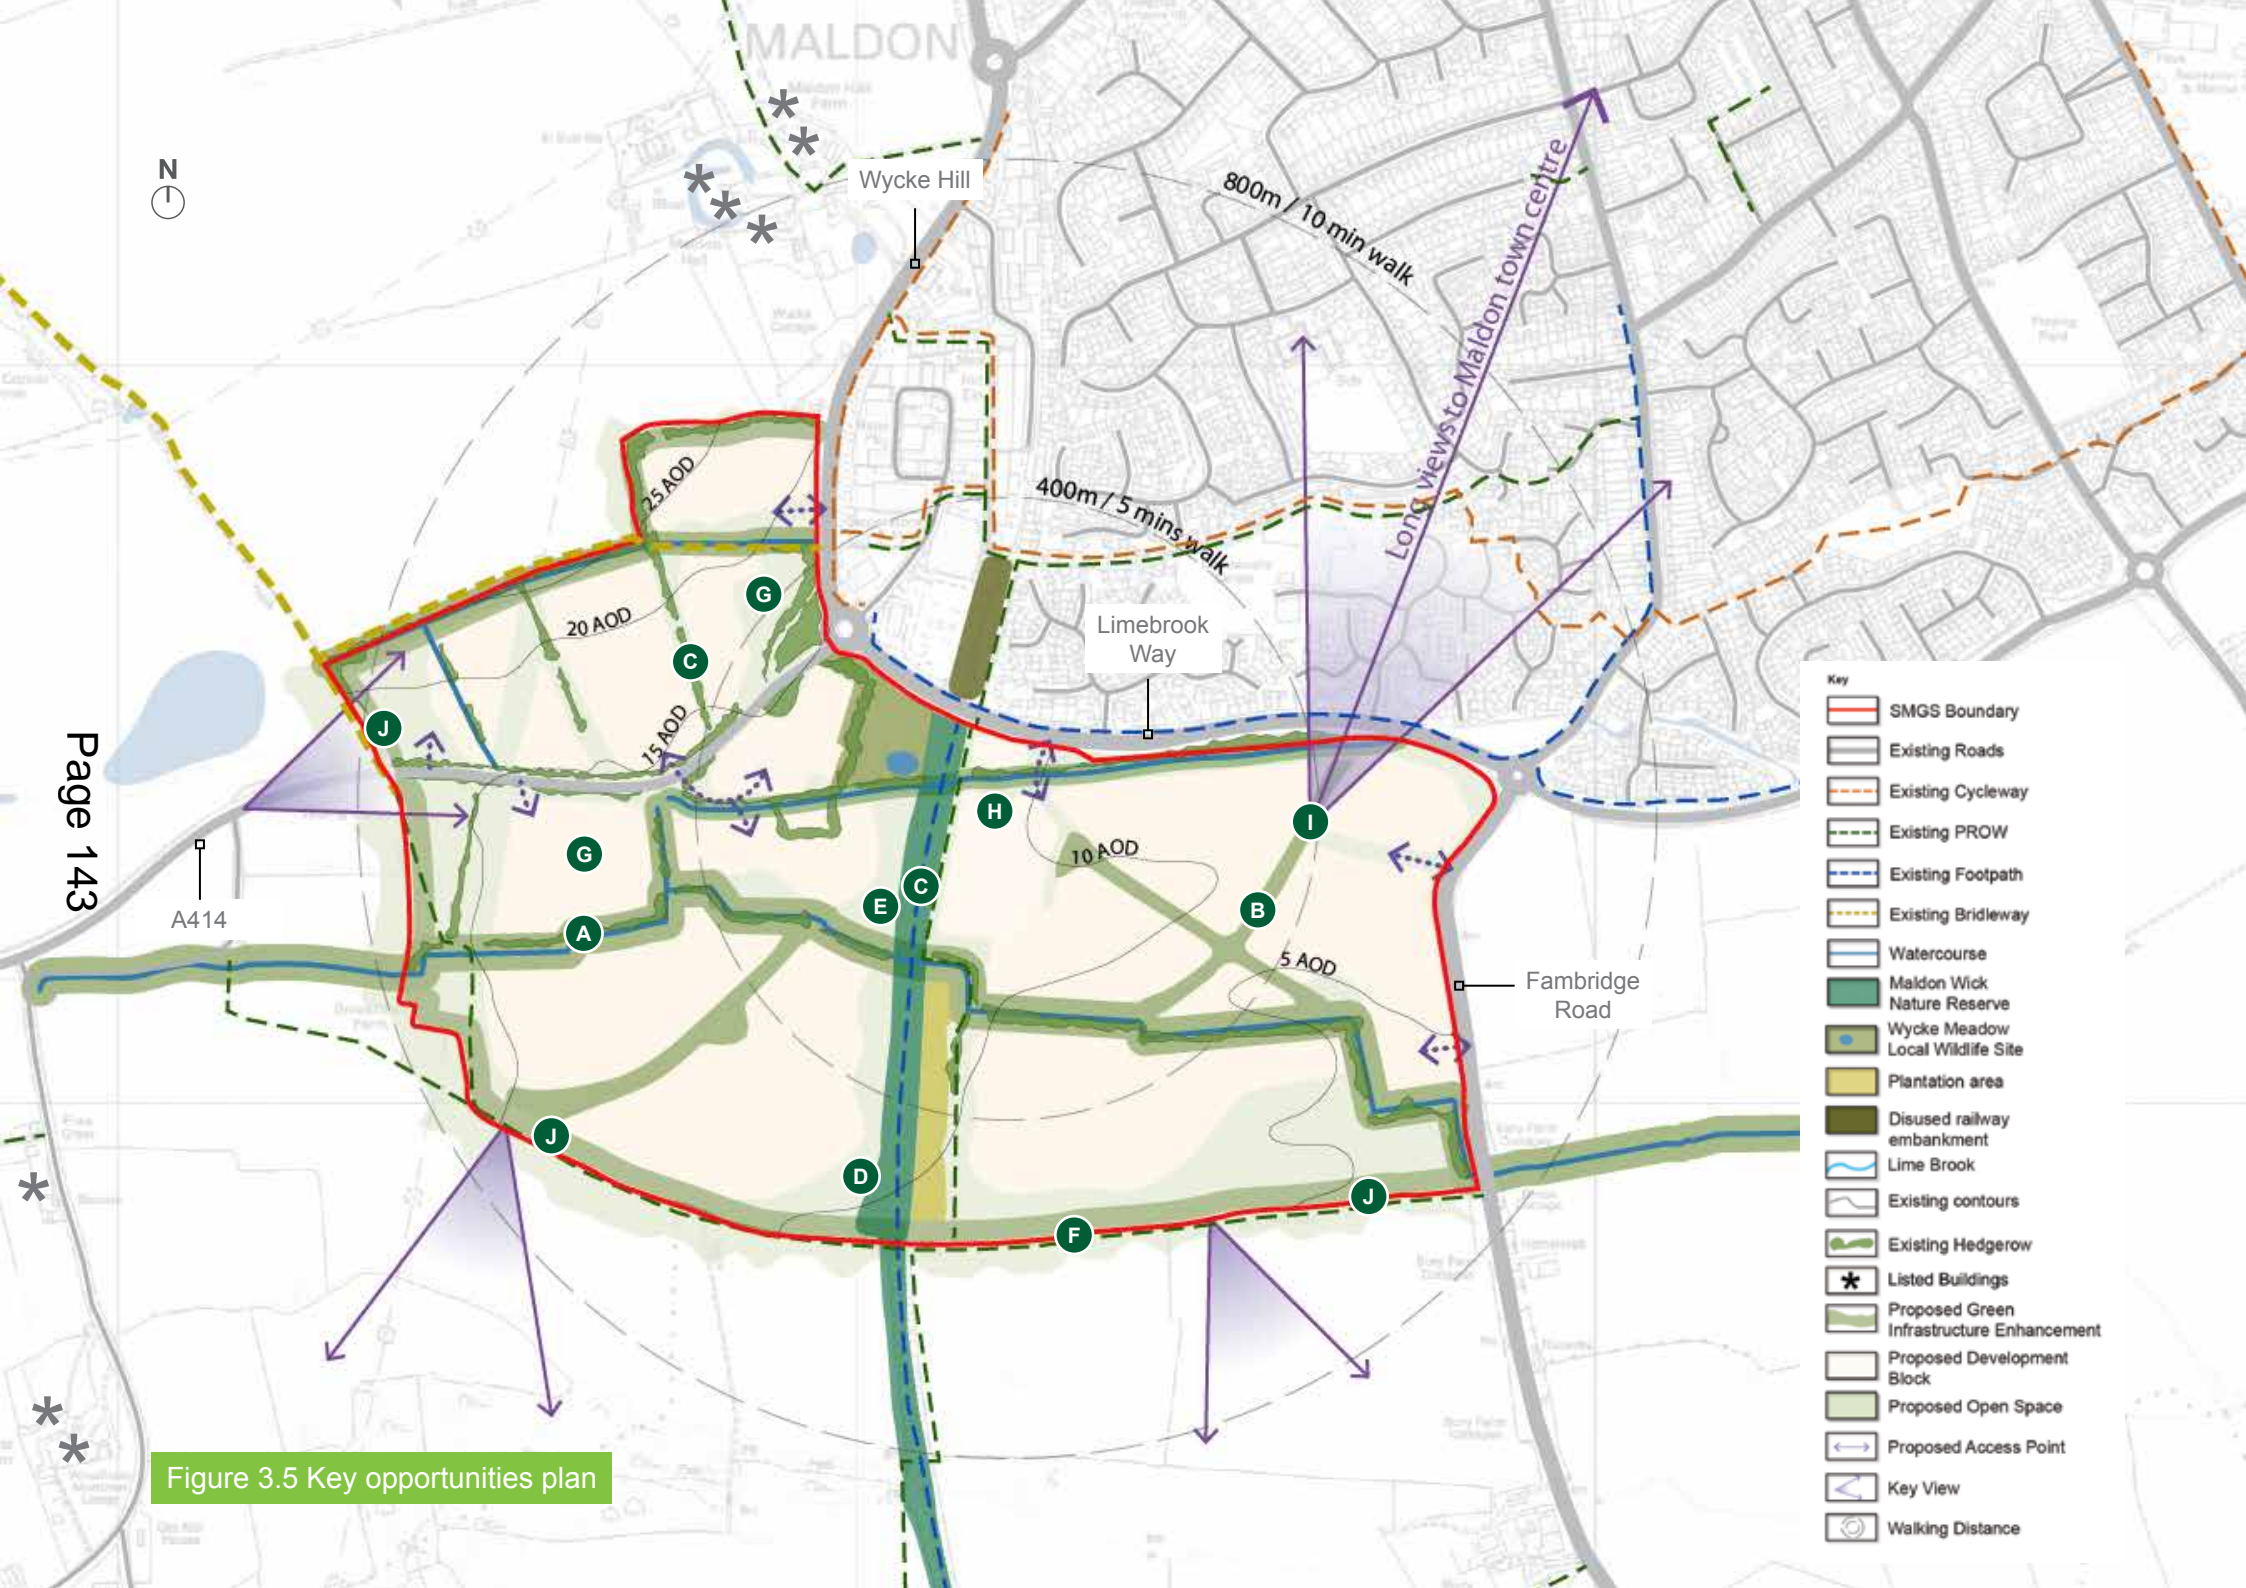 MALDON
Maldon Hall
Farm
N
Wycke Hill
800m / 10 min walk
Long views to Maldon town centre
400m / 5 mins walk
25 AOD
20 AOD
15 AOD
10 AOD
5 AOD
G
C
J
Limebrook
Way
H
I
G
E
C
B
A
A414
Fambridge
Road
J
D
J
F
Page 143
Key
SMGS Boundary
Existing Roads
Existing Cycleway
Existing PROW
Existing Footpath
Existing Bridleway
Watercourse
Maldon Wick
Nature Reserve
Wycke Meadow
Local Wildlife Site
Plantation area
Disused railway
embankment
Lime Brook
Existing contours
Existing Hedgerow
Listed Buildings
Proposed Green
Infrastructure Enhancement
Proposed Development
Block
Proposed Open Space
Proposed Access Point
Key View
Walking Distance
Figure 3.5 Key opportunities plan